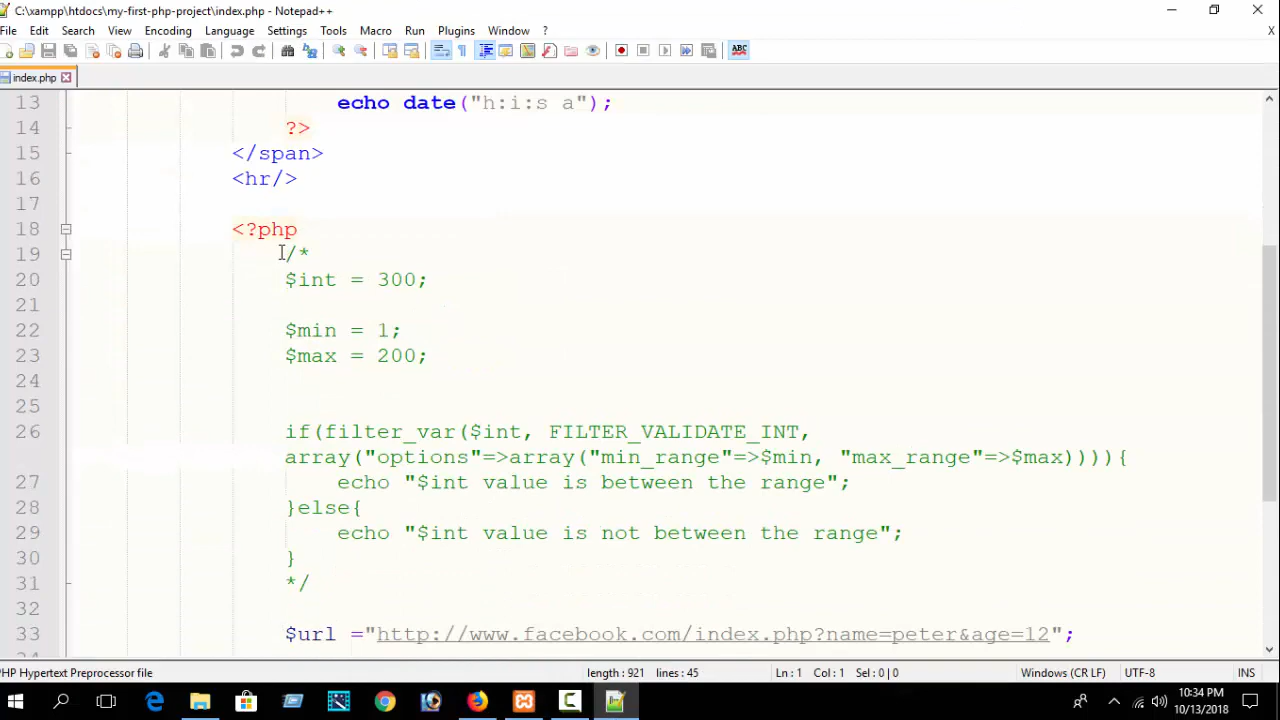 C:\xampp\htdocs\my-first-php-project\index.php - Notepad++
File Edit Search View Encoding Language Settings Tools Macro Run Plugins Window ?
X
ABC
index.php
13 echo date("h:i:s a");
14 ?>
15 </span>
16 <hr/>
17
18 <?php
19 /*
20 $int = 300;
21
22 $min = 1;
23 $max = 200;
24
25
26 if(filter_var($int, FILTER_VALIDATE_INT,
array("options"=>array("min_range"=>$min, "max_range"=>$max)))){
27 echo "$int value is between the range";
28 }else{
29 echo "$int value is not between the range";
30 }
31 */
32
33 $url ="http://www.facebook.com/index.php?name=peter&age=12";
PHP Hypertext Preprocessor file length : 921 lines : 45 Ln : 1 Col : 1 Sel : 0 | 0 Windows (CR LF) UTF-8 INS
10:34 PM
10/13/2018